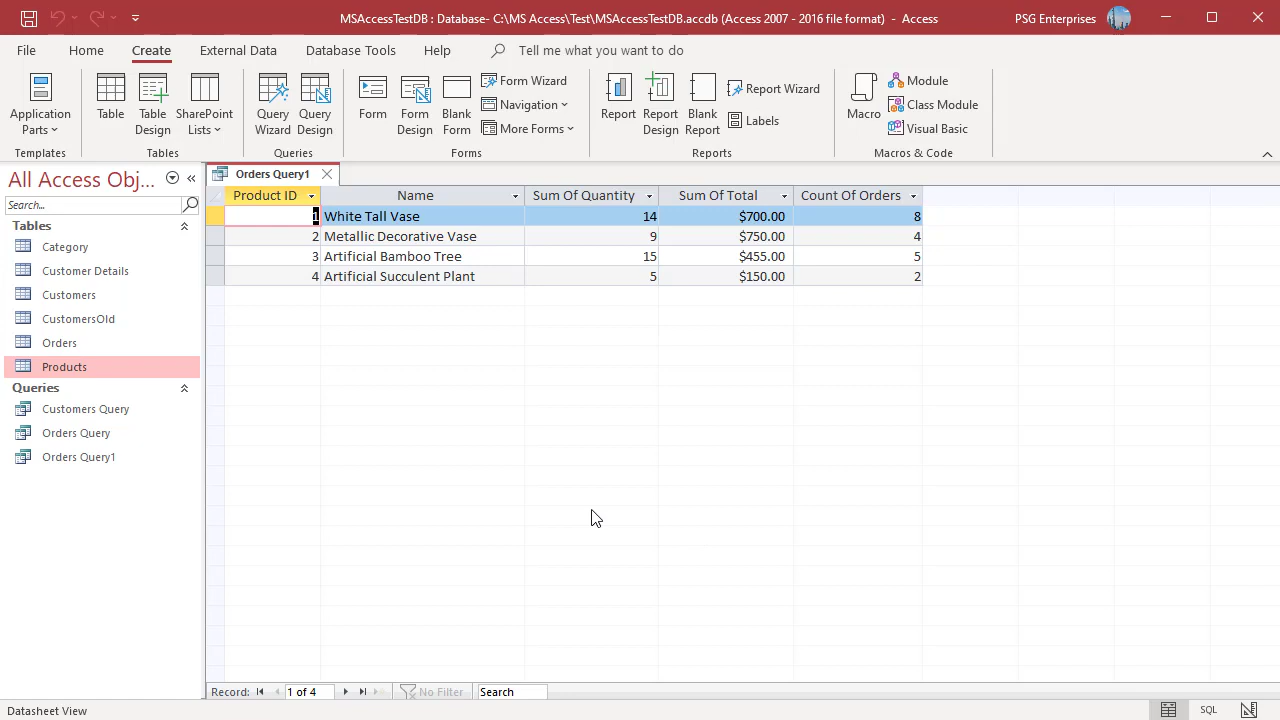 MSAccessTestDB : Database- C:\MS Access\Test\MSAccessTestDB.accdb (Access 2007 - 2016 file format) - Access
PSG Enterprises
File Home Create External Data Database Tools Help Tell me what you want to do
Application Parts
Templates
Table
Table Design
SharePoint Lists
Tables
Query Wizard
Query Design
Queries
Form
Form Design
Blank Form
Form Wizard
Navigation
More Forms
Forms
Report
Report Design
Blank Report
Report Wizard
Labels
Reports
Macro
Module
Class Module
Visual Basic
Macros & Code
All Access Obj...
Search...
Tables
Category
Customer Details
Customers
CustomersOld
Orders
Products
Queries
Customers Query
Orders Query
Orders Query1
Orders Query1
Product ID Name Sum Of Quantity Sum Of Total Count Of Orders
1 White Tall Vase 14 $700.00 8
2 Metallic Decorative Vase 9 $750.00 4
3 Artificial Bamboo Tree 15 $455.00 5
4 Artificial Succulent Plant 5 $150.00 2
Record: 1 of 4 No Filter Search
Datasheet View
SQL